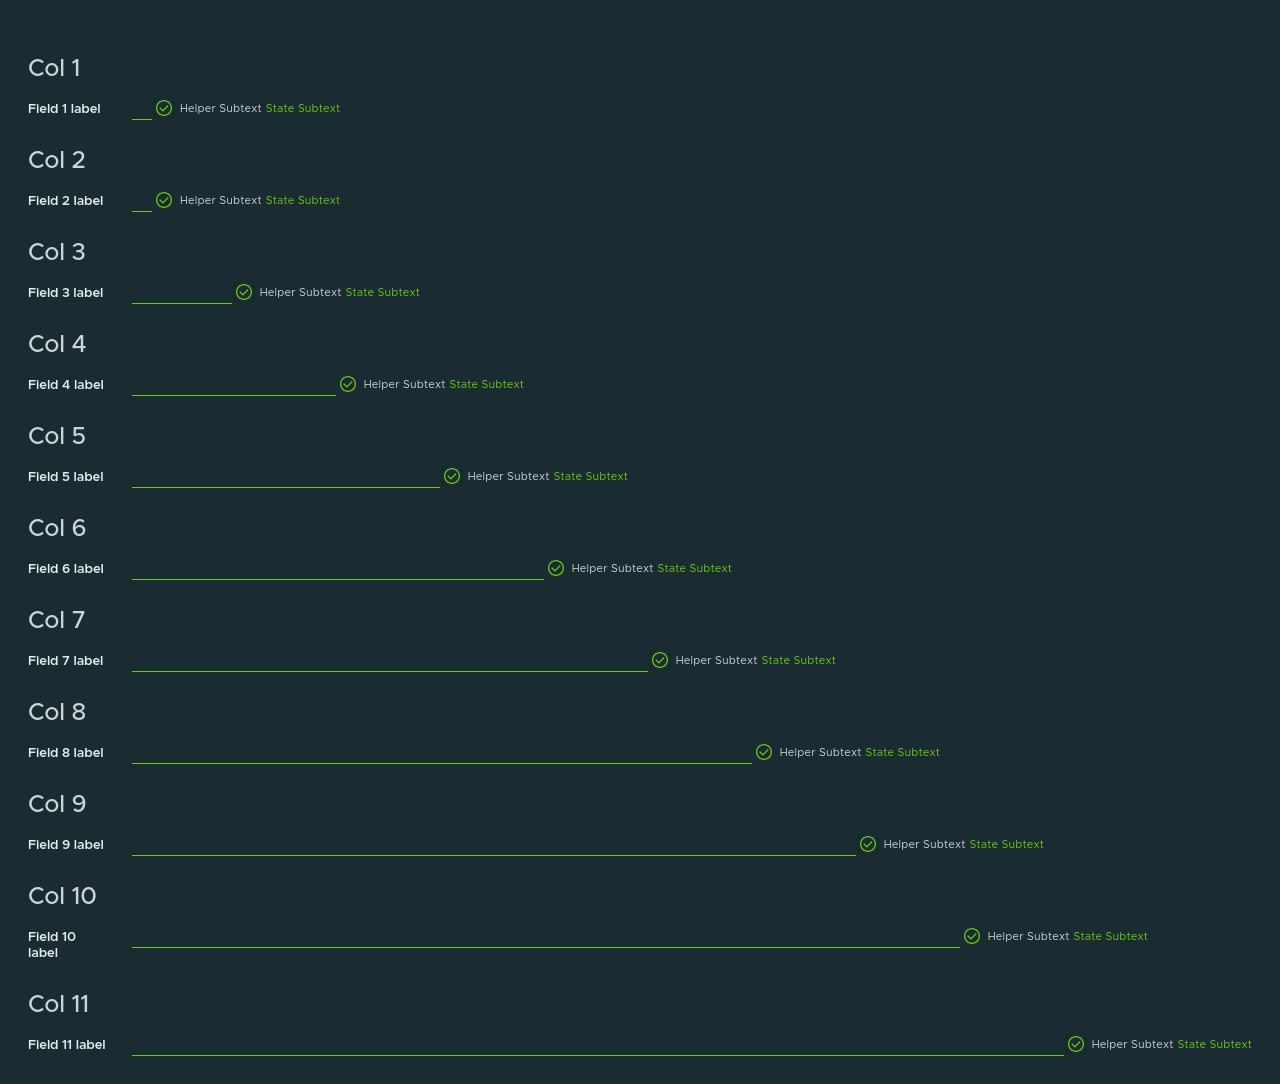 Col 1
Field 1 label Helper Subtext State Subtext
Col 2
Field 2 label Helper Subtext State Subtext
Col 3
Field 3 label Helper Subtext State Subtext
Col 4
Field 4 label Helper Subtext State Subtext
Col 5
Field 5 label Helper Subtext State Subtext
Col 6
Field 6 label Helper Subtext State Subtext
Col 7
Field 7 label Helper Subtext State Subtext
Col 8
Field 8 label Helper Subtext State Subtext
Col 9
Field 9 label Helper Subtext State Subtext
Col 10
Field 10 Helper Subtext State Subtext
label
Col 11
Field 11 label Helper Subtext State Subtext